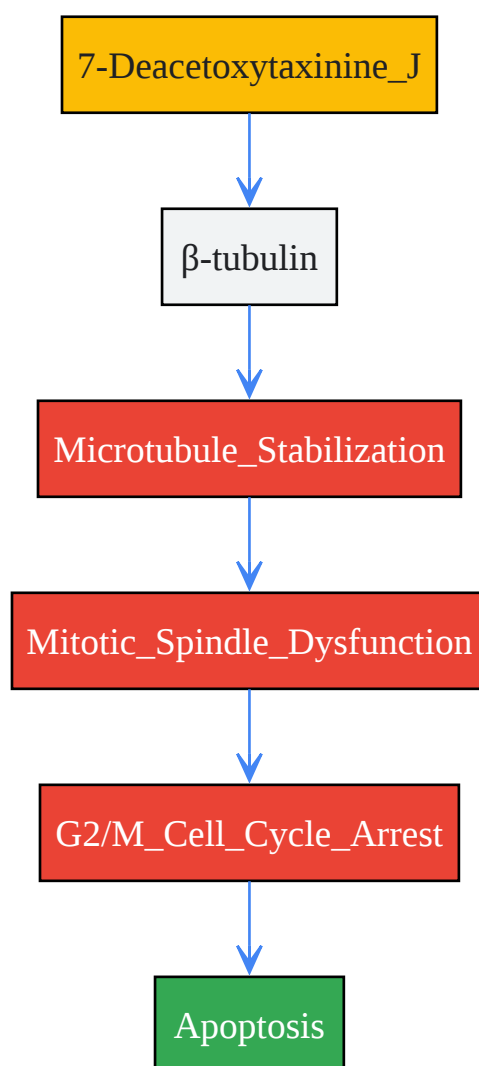 7-Deacetoxytaxinine_J
β-tubulin
Microtubule_Stabilization
Mitotic_Spindle_Dysfunction
G2/M_Cell_Cycle_Arrest
Apoptosis